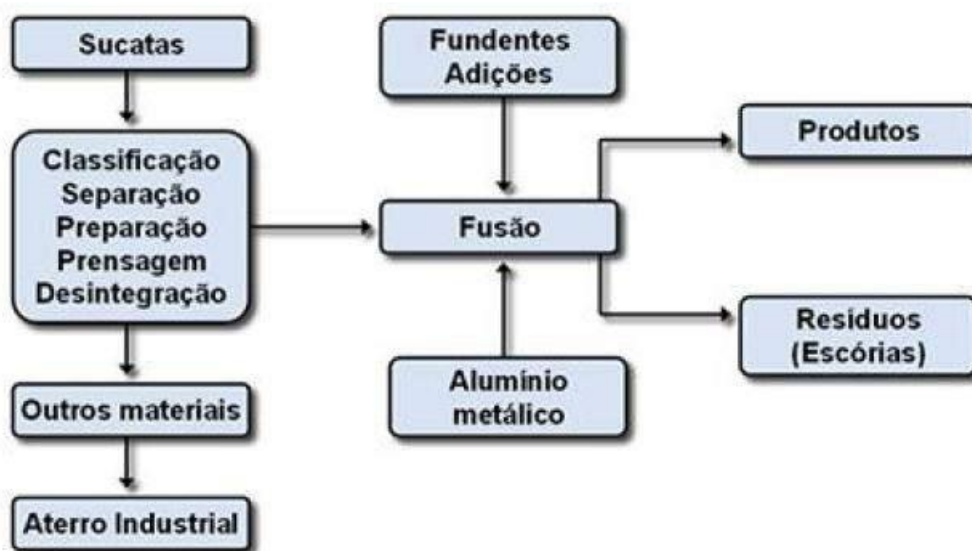 Sucatas
Classificação
Separação
Preparação
Prensagem
Desintegração
Outros materiais
Aterro Industrial
Fundentes
Adições
Fusão
Alumínio
metálico
Produtos
Resíduos
(Escórias)